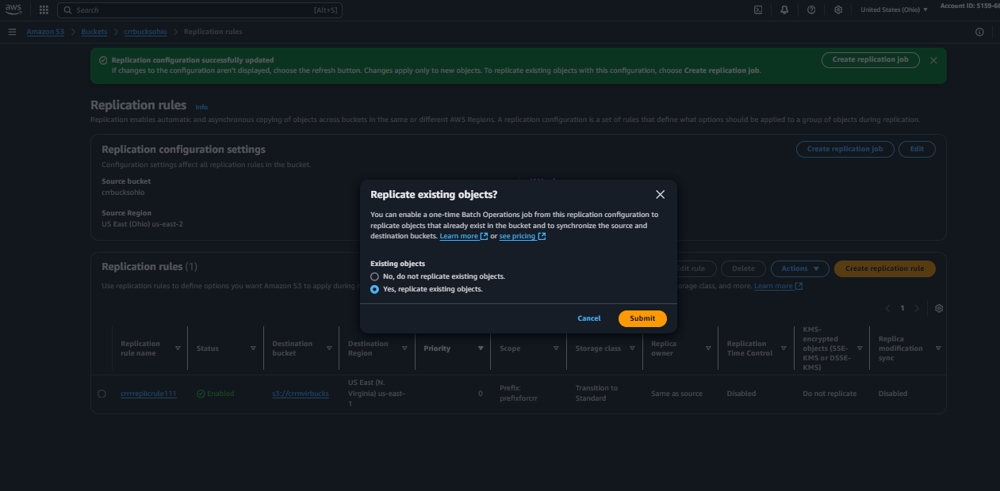 aws
Search [Alt+S]
United States (Ohio)
Account ID: 5159-66
Amazon S3 > Buckets > crrbucksohio > Replication rules
Replication configuration successfully updated
If changes to the configuration aren't displayed, choose the refresh button. Changes apply only to new objects. To replicate existing objects with this configuration, choose Create replication job.
Create replication job
Replication rules Info
Replication enables automatic and asynchronous copying of objects across buckets in the same or different AWS Regions. A replication configuration is a set of rules that define what options should be applied to a group of objects during replication.
Replication configuration settings
Create replication job
Edit
Configuration settings affect all replication rules in the bucket.
Source bucket
crrbucksohio
Source Region
US East (Ohio) us-east-2
Replicate existing objects?
You can enable a one-time Batch Operations job from this replication configuration to
replicate objects that already exist in the bucket and to synchronize the source and
destination buckets. Learn more or see pricing
Existing objects
No, do not replicate existing objects.
Yes, replicate existing objects.
Cancel
Submit
Replication rules (1)
dit rule
Delete
Actions
Create replication rule
Use replication rules to define options you want Amazon S3 to apply during
orage class, and more. Learn more
1
Replication
rule name
Status
Destination
bucket
Destination
Region
Priority
Scope
Storage class
Replica
owner
Replication
Time Control
KMS-
encrypted
objects (SSE-
KMS or DSSE-
KMS)
Replica
modification
sync
crrrreplicrule111
Enabled
s3://crrnvirbucks
US East (N.
Virginia) us-east-
1
0
Prefix:
prefixforcrr
Transition to
Standard
Same as source
Disabled
Do not replicate
Disabled